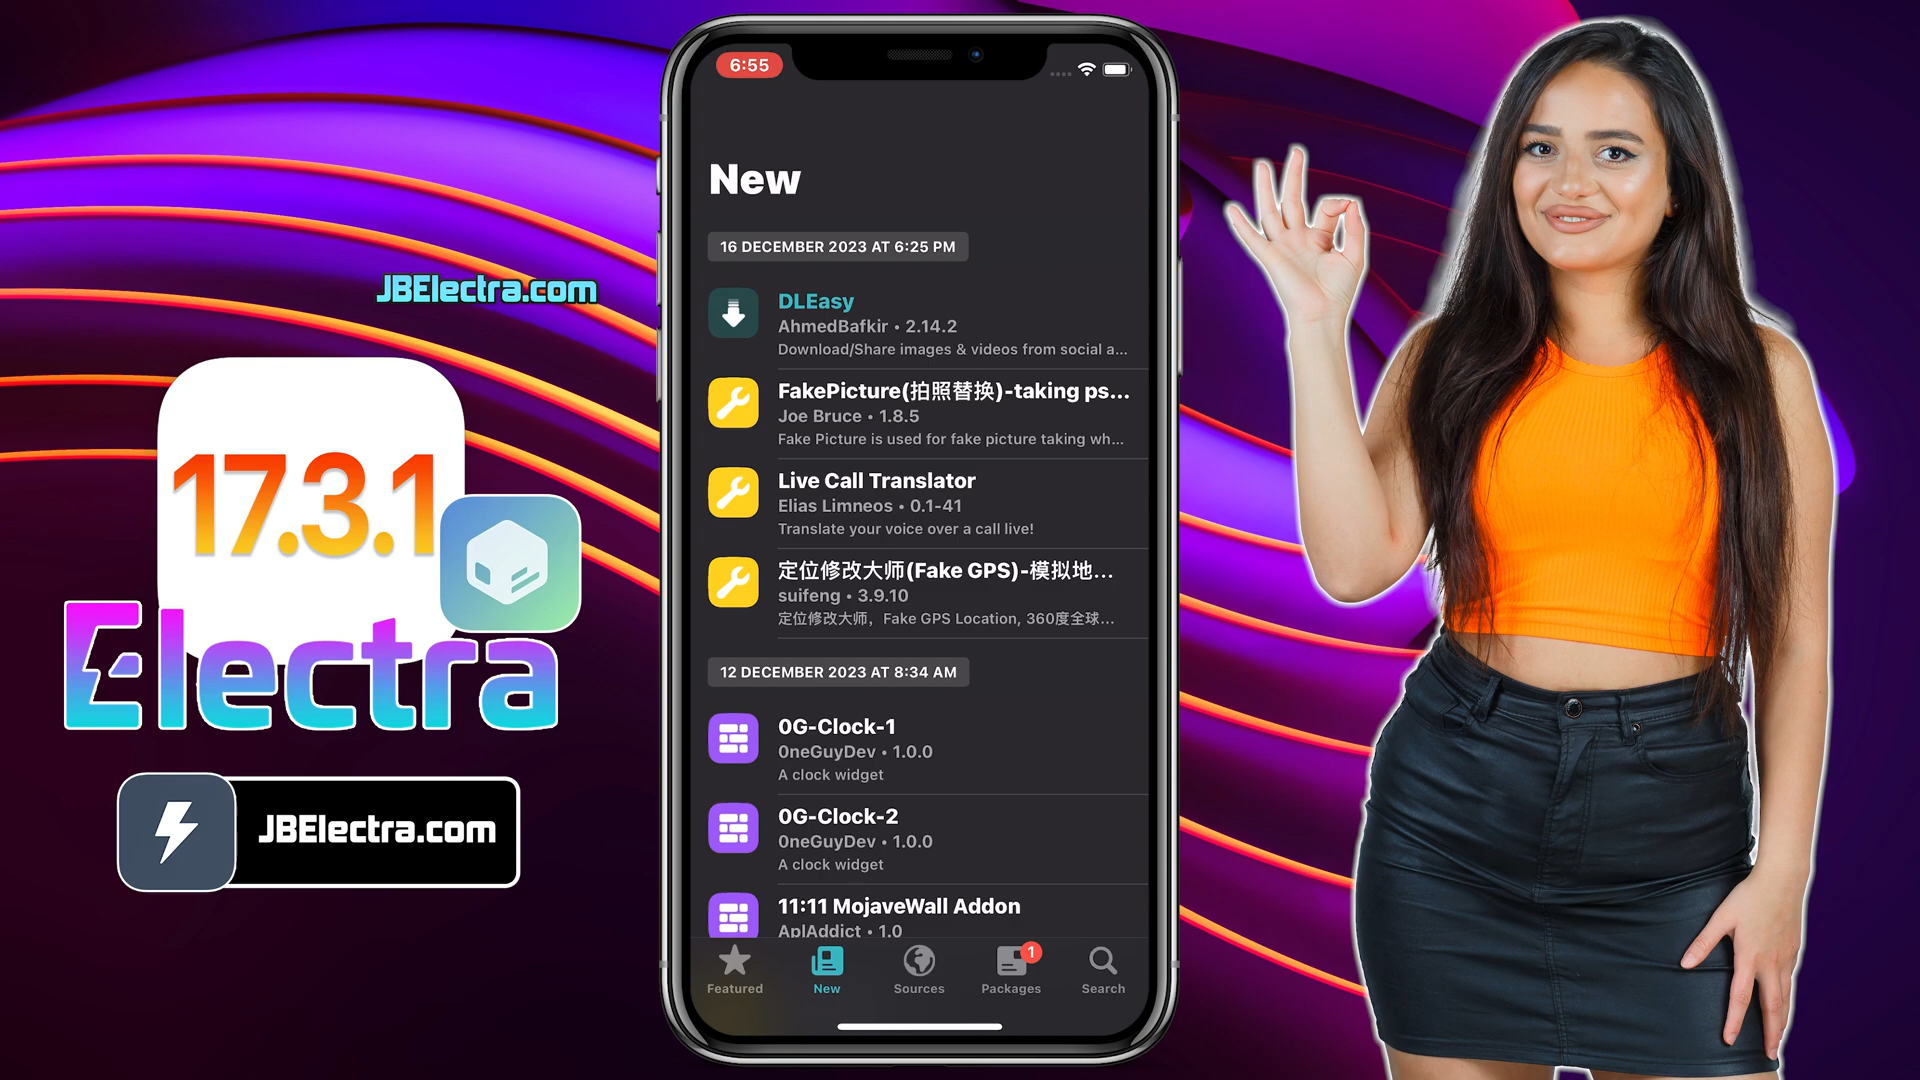 JBElectra.com
17.3.1
Electra
JBElectra.com
6:55
New
16 DECEMBER 2023 AT 6:25 PM
DLEasy
AhmedBafkir • 2.14.2
Download/Share images & videos from social a...
FakePicture(拍照替换)-taking ps...
Joe Bruce • 1.8.5
Fake Picture is used for fake picture taking wh...
Live Call Translator
Elias Limneos • 0.1-41
Translate your voice over a call live!
定位修改大师(Fake GPS)-模拟地...
suifeng • 3.9.10
定位修改大师，Fake GPS Location, 360度全球...
12 DECEMBER 2023 AT 8:34 AM
0G-Clock-1
0neGuyDev • 1.0.0
A clock widget
0G-Clock-2
0neGuyDev • 1.0.0
A clock widget
11:11 MojaveWall Addon
AplAddict • 1.0
1
Featured
New
Sources
Packages
Search